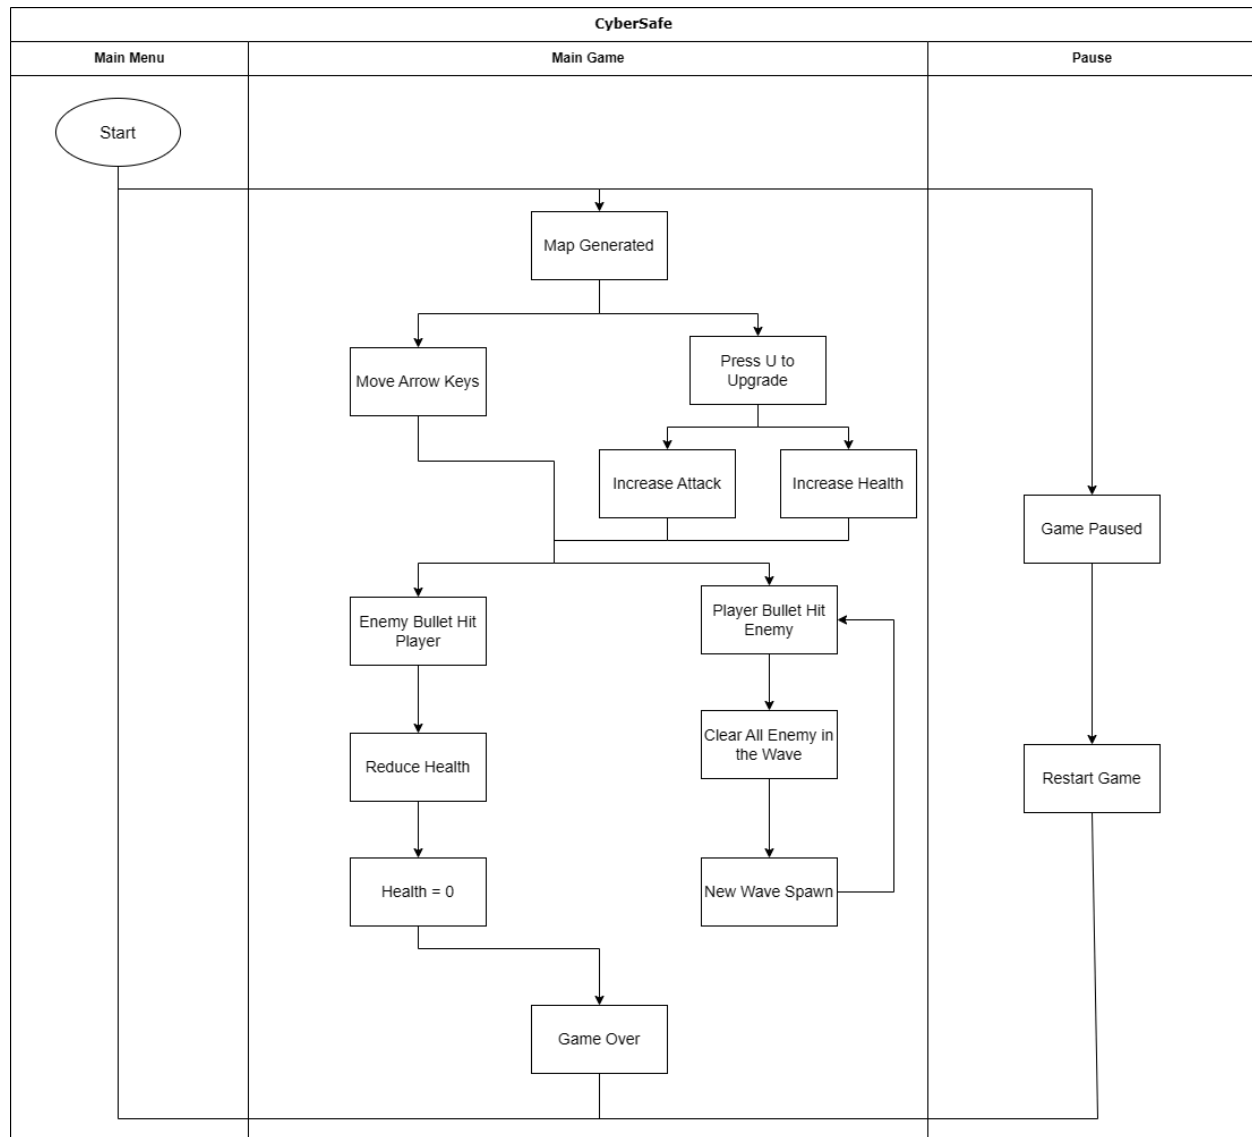 CyberSafe
Main Menu
Main Game
Pause
Start
Map Generated
Move Arrow Keys
Press U to
Upgrade
Increase Attack
Increase Health
Game Paused
Enemy Bullet Hit
Player
Player Bullet Hit
Enemy
Reduce Health
Clear All Enemy in
the Wave
Restart Game
Health = 0
New Wave Spawn
Game Over